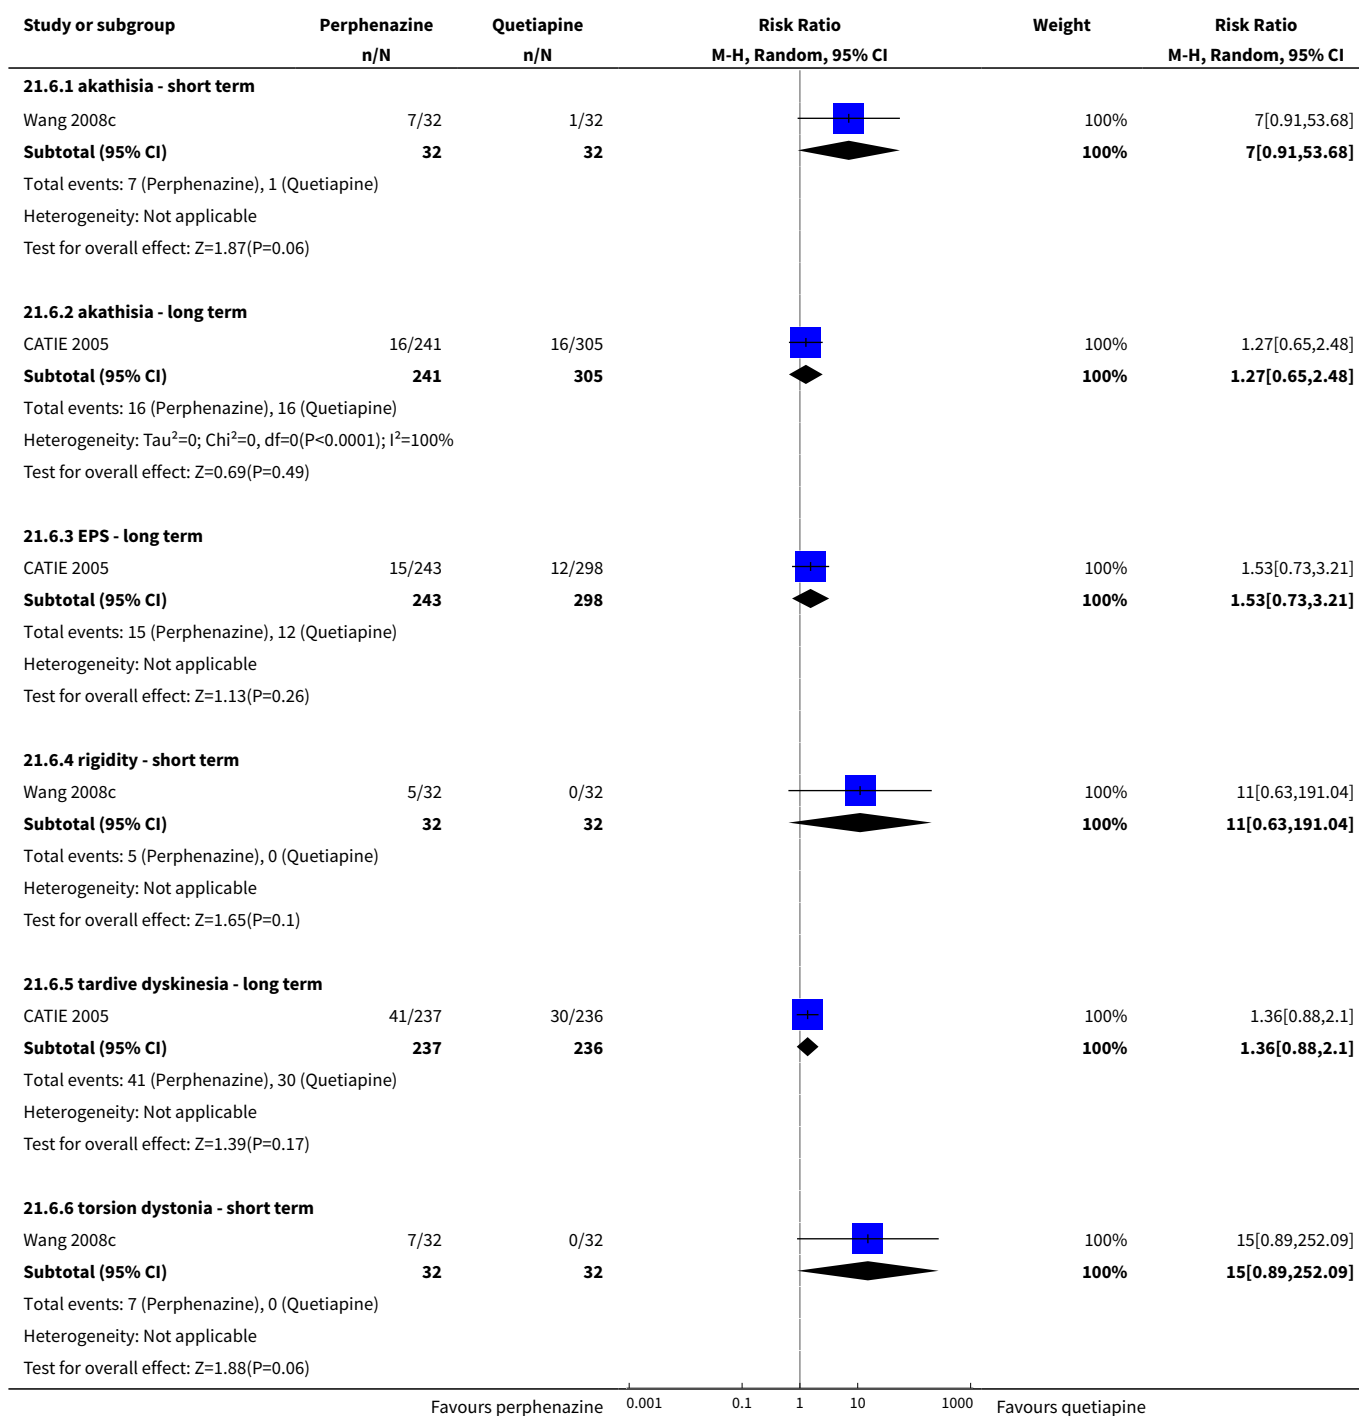 Study or subgroup Perphenazine Quetiapine Risk Ratio Weight Risk Ratio
n/N n/N M-H, Random, 95% CI M-H, Random, 95% CI
21.6.1 akathisia - short term
Wang 2008c 7/32 1/32 100% 7[0.91,53.68]
Subtotal (95% CI) 32 32 100% 7[0.91,53.68]
Total events: 7 (Perphenazine), 1 (Quetiapine)
Heterogeneity: Not applicable
Test for overall effect: Z=1.87(P=0.06)
21.6.2 akathisia - long term
CATIE 2005 16/241 16/305 100% 1.27[0.65,2.48]
Subtotal (95% CI) 241 305 100% 1.27[0.65,2.48]
Total events: 16 (Perphenazine), 16 (Quetiapine)
Heterogeneity: Tau²=0; Chi²=0, df=0(P<0.0001); I²=100%
Test for overall effect: Z=0.69(P=0.49)
21.6.3 EPS - long term
CATIE 2005 15/243 12/298 100% 1.53[0.73,3.21]
Subtotal (95% CI) 243 298 100% 1.53[0.73,3.21]
Total events: 15 (Perphenazine), 12 (Quetiapine)
Heterogeneity: Not applicable
Test for overall effect: Z=1.13(P=0.26)
21.6.4 rigidity - short term
Wang 2008c 5/32 0/32 100% 11[0.63,191.04]
Subtotal (95% CI) 32 32 100% 11[0.63,191.04]
Total events: 5 (Perphenazine), 0 (Quetiapine)
Heterogeneity: Not applicable
Test for overall effect: Z=1.65(P=0.1)
21.6.5 tardive dyskinesia - long term
CATIE 2005 41/237 30/236 100% 1.36[0.88,2.1]
Subtotal (95% CI) 237 236 100% 1.36[0.88,2.1]
Total events: 41 (Perphenazine), 30 (Quetiapine)
Heterogeneity: Not applicable
Test for overall effect: Z=1.39(P=0.17)
21.6.6 torsion dystonia - short term
Wang 2008c 7/32 0/32 100% 15[0.89,252.09]
Subtotal (95% CI) 32 32 100% 15[0.89,252.09]
Total events: 7 (Perphenazine), 0 (Quetiapine)
Heterogeneity: Not applicable
Test for overall effect: Z=1.88(P=0.06)
Favours perphenazine 0.001 0.1 1 10 1000 Favours quetiapine